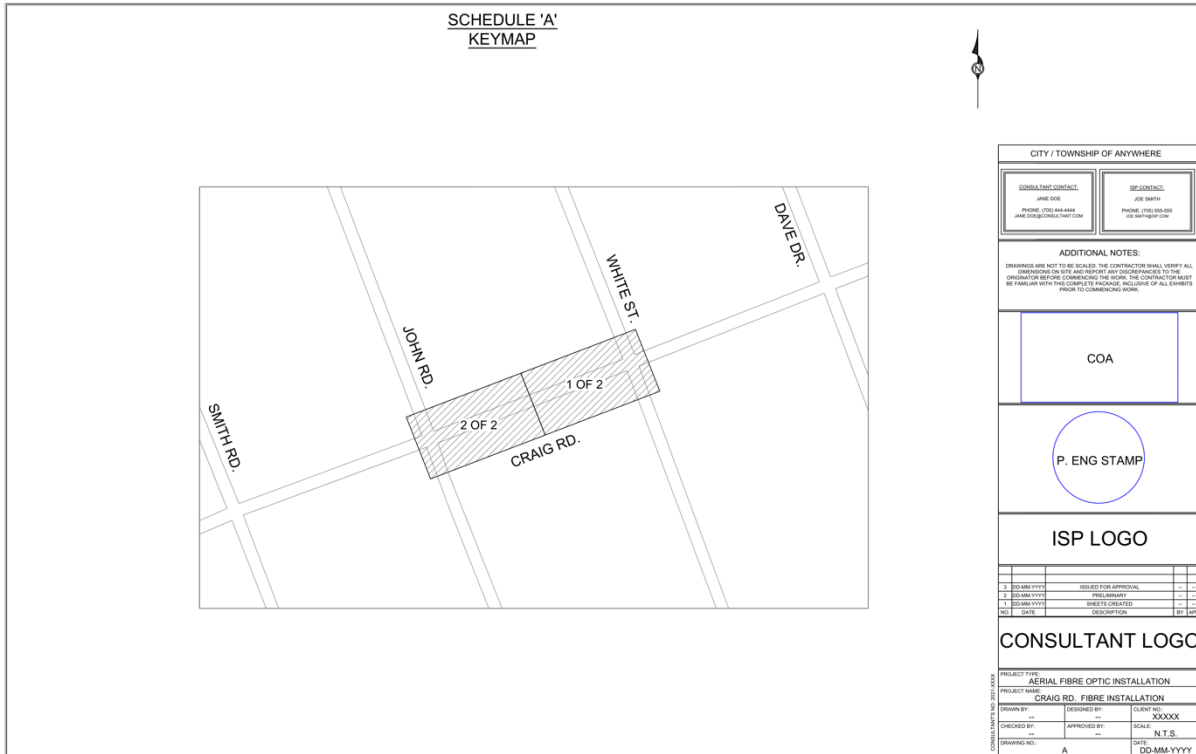 SCHEDULE 'A'
KEYMAP
N
DAVE DR.
WHITE ST.
JOHN RD.
SMITH RD.
1 OF 2
2 OF 2
CRAIG RD.
CITY / TOWNSHIP OF ANYWHERE
CONSULTANT CONTACT:
JANE DOE
PHONE: (705) 444-4444
JANE.DOE@CONSULTANT.COM
ISP CONTACT:
JOE SMITH
PHONE: (705) 555-555
JOE.SMITH@ISP.COM
ADDITIONAL NOTES:
DRAWINGS ARE NOT TO BE SCALED. THE CONTRACTOR SHALL VERIFY ALL
DIMENSIONS ON SITE AND REPORT ANY DISCREPANCIES TO THE
ORIGINATOR BEFORE COMMENCING THE WORK. THE CONTRACTOR MUST
BE FAMILIAR WITH THIS COMPLETE PACKAGE, INCLUSIVE OF ALL EXHIBITS
PRIOR TO COMMENCING WORK.
COA
P. ENG STAMP
ISP LOGO
3 DD-MM-YYYY ISSUED FOR APPROVAL -- --
2 DD-MM-YYYY PRELIMINARY -- --
1 DD-MM-YYYY SHEETS CREATED -- --
NO. DATE DESCRIPTION BY
CONSULTANT LOGO
CONSULTANTS NO: 2021-XXXX
PROJECT TYPE:
AERIAL FIBRE OPTIC INSTALLATION
PROJECT NAME:
CRAIG RD. FIBRE INSTALLATION
DRAWN BY: DESIGNED BY: CLIENT NO.:
-- -- XXXXX
CHECKED BY: APPROVED BY: SCALE:
-- -- N.T.S.
DRAWING NO.: DATE:
A DD-MM-YYYY